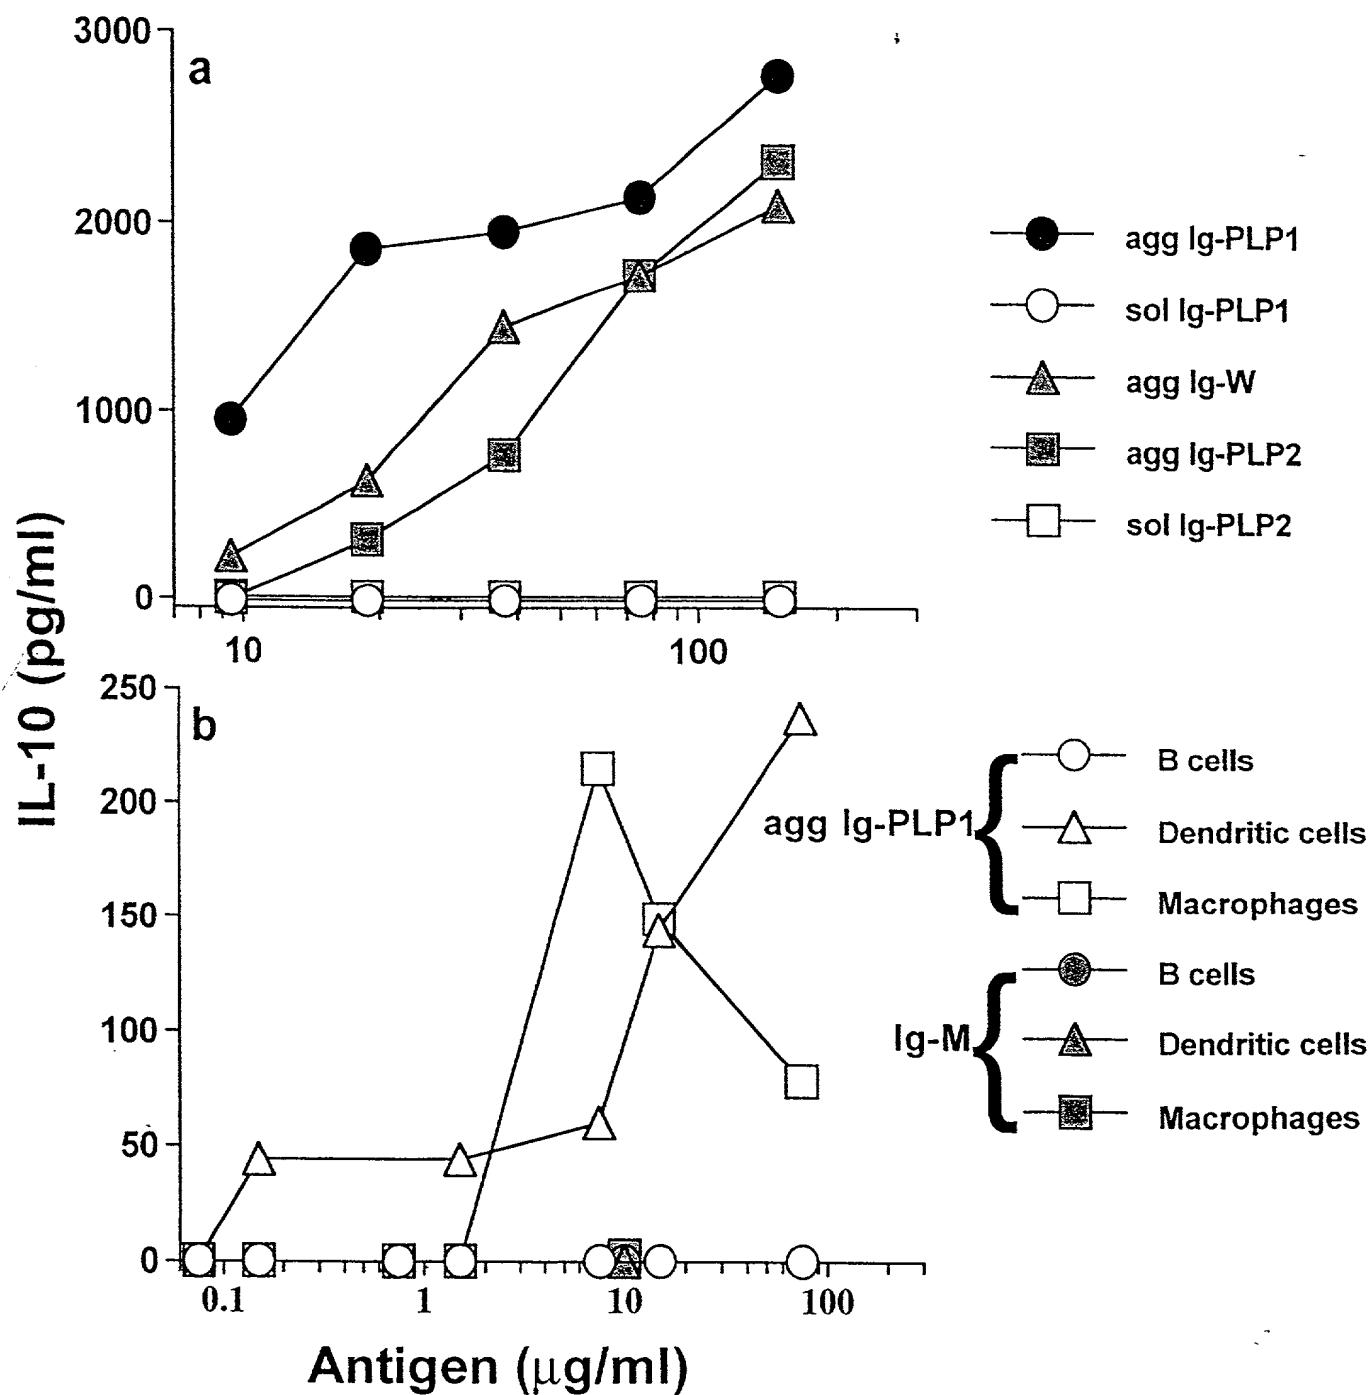 3000
a
2000
1000
0
10
100
agg Ig-PLP1
sol Ig-PLP1
agg Ig-W
agg Ig-PLP2
sol Ig-PLP2
IL-10 (pg/ml)
250
b
200
150
100
50
0
0.1
1
10
100
agg Ig-PLP1
B cells
Dendritic cells
Macrophages
Ig-M
B cells
Dendritic cells
Macrophages
Antigen (μg/ml)